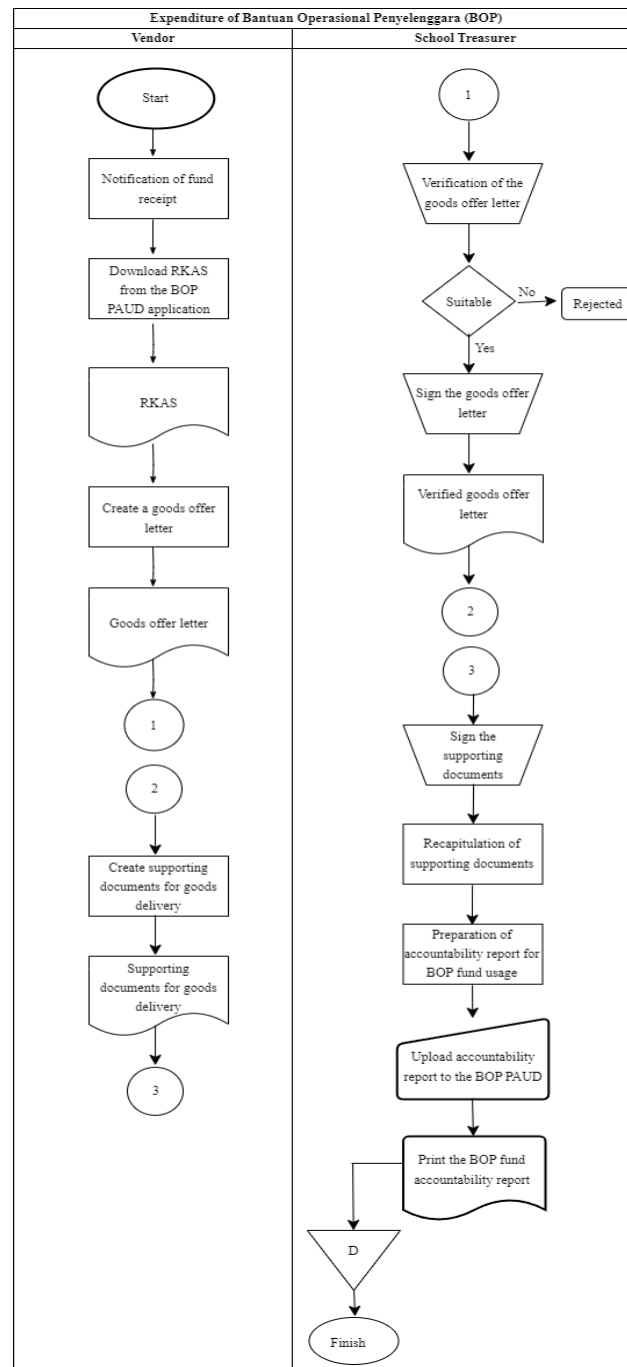 Expenditure of Bantuan Operasional Penyelenggara (BOP)
Vendor
School Treasurer
Start
Notification of fund
receipt
Download RKAS
from the BOP
PAUD application
RKAS
Create a goods offer
letter
Goods offer letter
1
2
Create supporting
documents for goods
delivery
Supporting
documents for goods
delivery
3
1
Verification of the
goods offer letter
Suitable
No
Rejected
Yes
Sign the goods offer
letter
Verified goods offer
letter
2
3
Sign the
supporting
documents
Recapitulation of
supporting documents
Preparation of
accountability report for
BOP fund usage
Upload accountability
report to the BOP PAUD
Print the BOP fund
accountability report
D
Finish